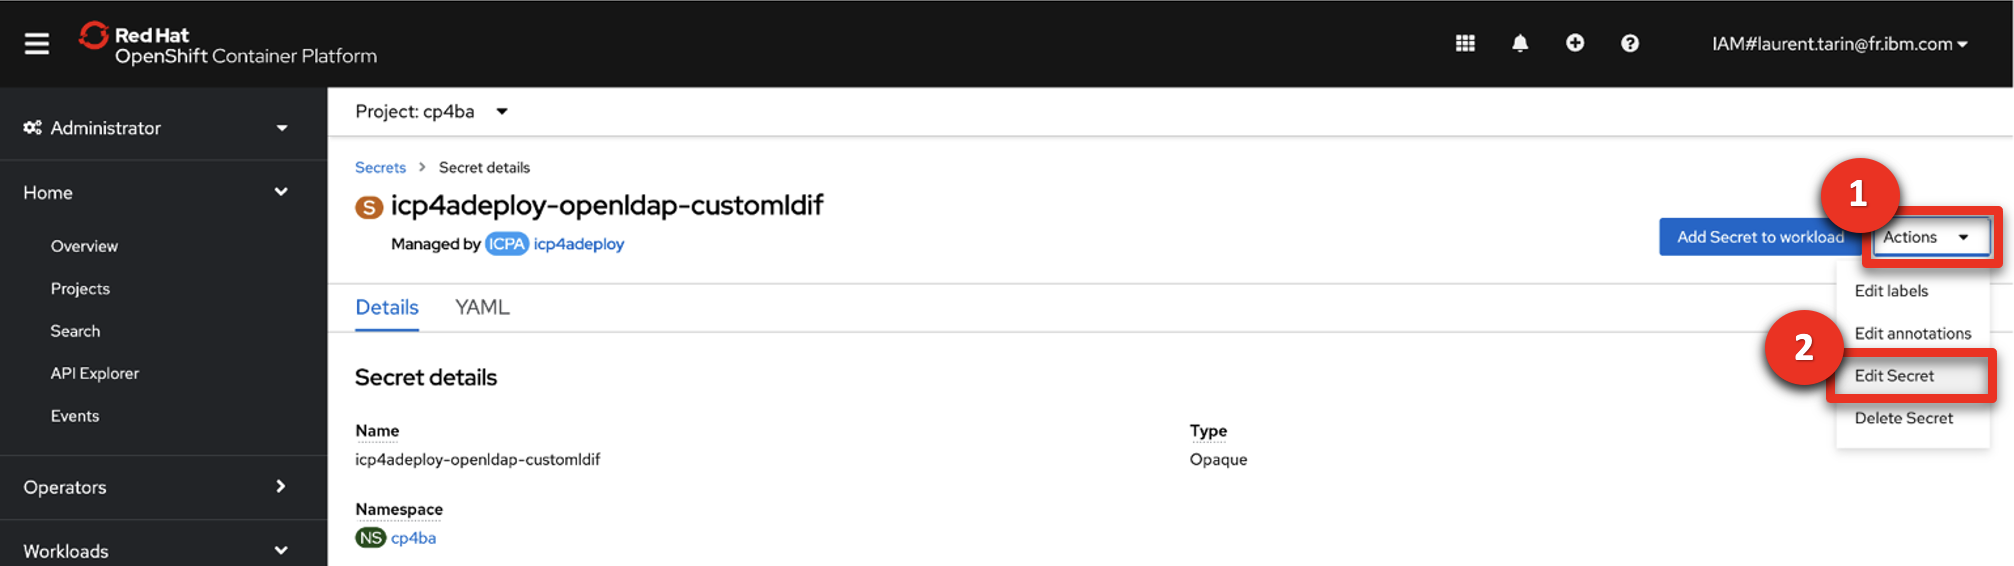 Red Hat
OpenShift Container Platform
IAM#laurent.tarin@fr.ibm.com
Administrator
Home
Overview
Projects
Search
API Explorer
Events
Operators
Workloads
Project: cp4ba
Secrets > Secret details
S icp4adeploy-openldap-customldif
Managed by ICPA icp4adeploy
Add Secret to workload
1
Actions
Edit labels
Edit annotations
2
Edit Secret
Delete Secret
Details YAML
Secret details
Name
icp4adeploy-openldap-customldif
Type
Opaque
Namespace
NS cp4ba